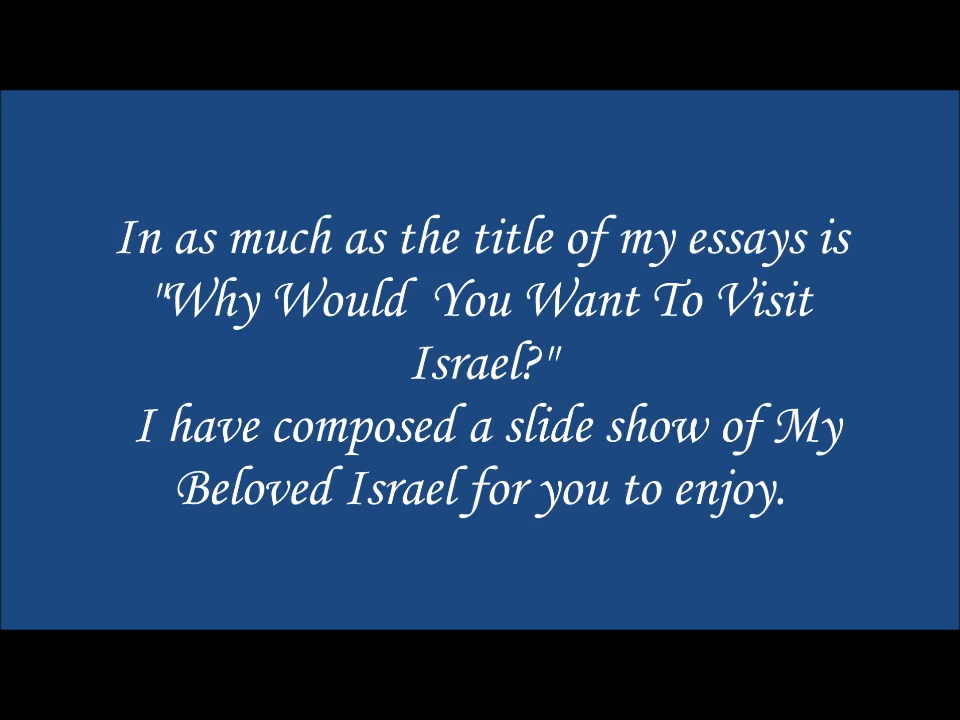 In as much as the title of my essays is
"Why Would  You Want To Visit
Israel?"
I have composed a slide show of My
Beloved Israel for you to enjoy.